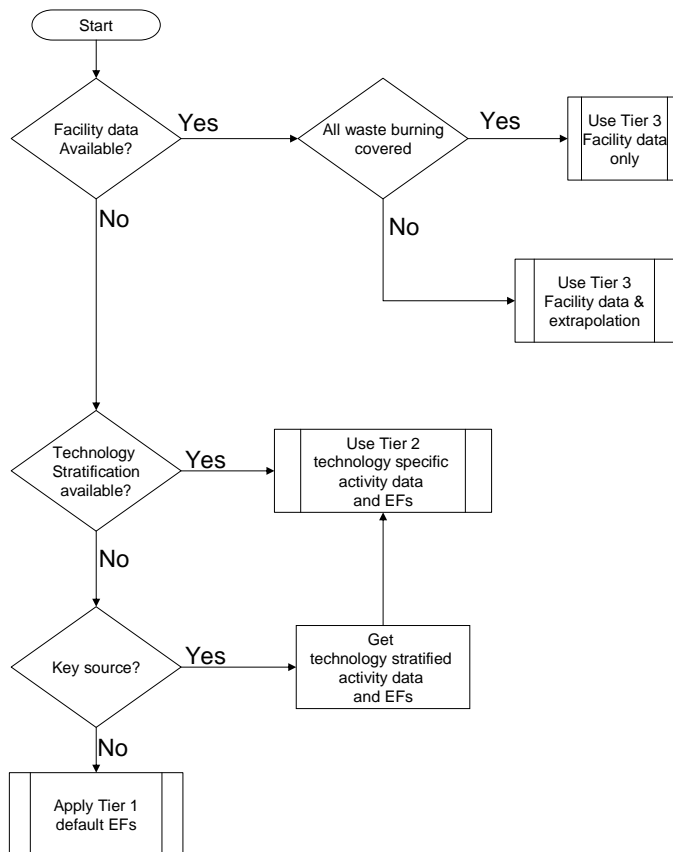 Start
Facility data
Available?
Yes
All waste burning
covered
Yes
Use Tier 3
Facility data
only
No
No
Use Tier 3
Facility data &
extrapolation
Technology
Stratification
available?
Yes
Use Tier 2
technology specific
activity data
and EFs
No
Key source?
Yes
Get
technology stratified
activity data
and EFs
No
Apply Tier 1
default EFs